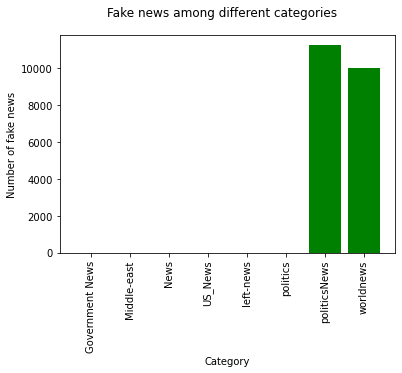 Fake news among different categories
Number of fake news
10000
8000
6000
4000
2000
0
Government News
Middle-east
News
US_News
left-news
politics
politicsNews
worldnews
Category